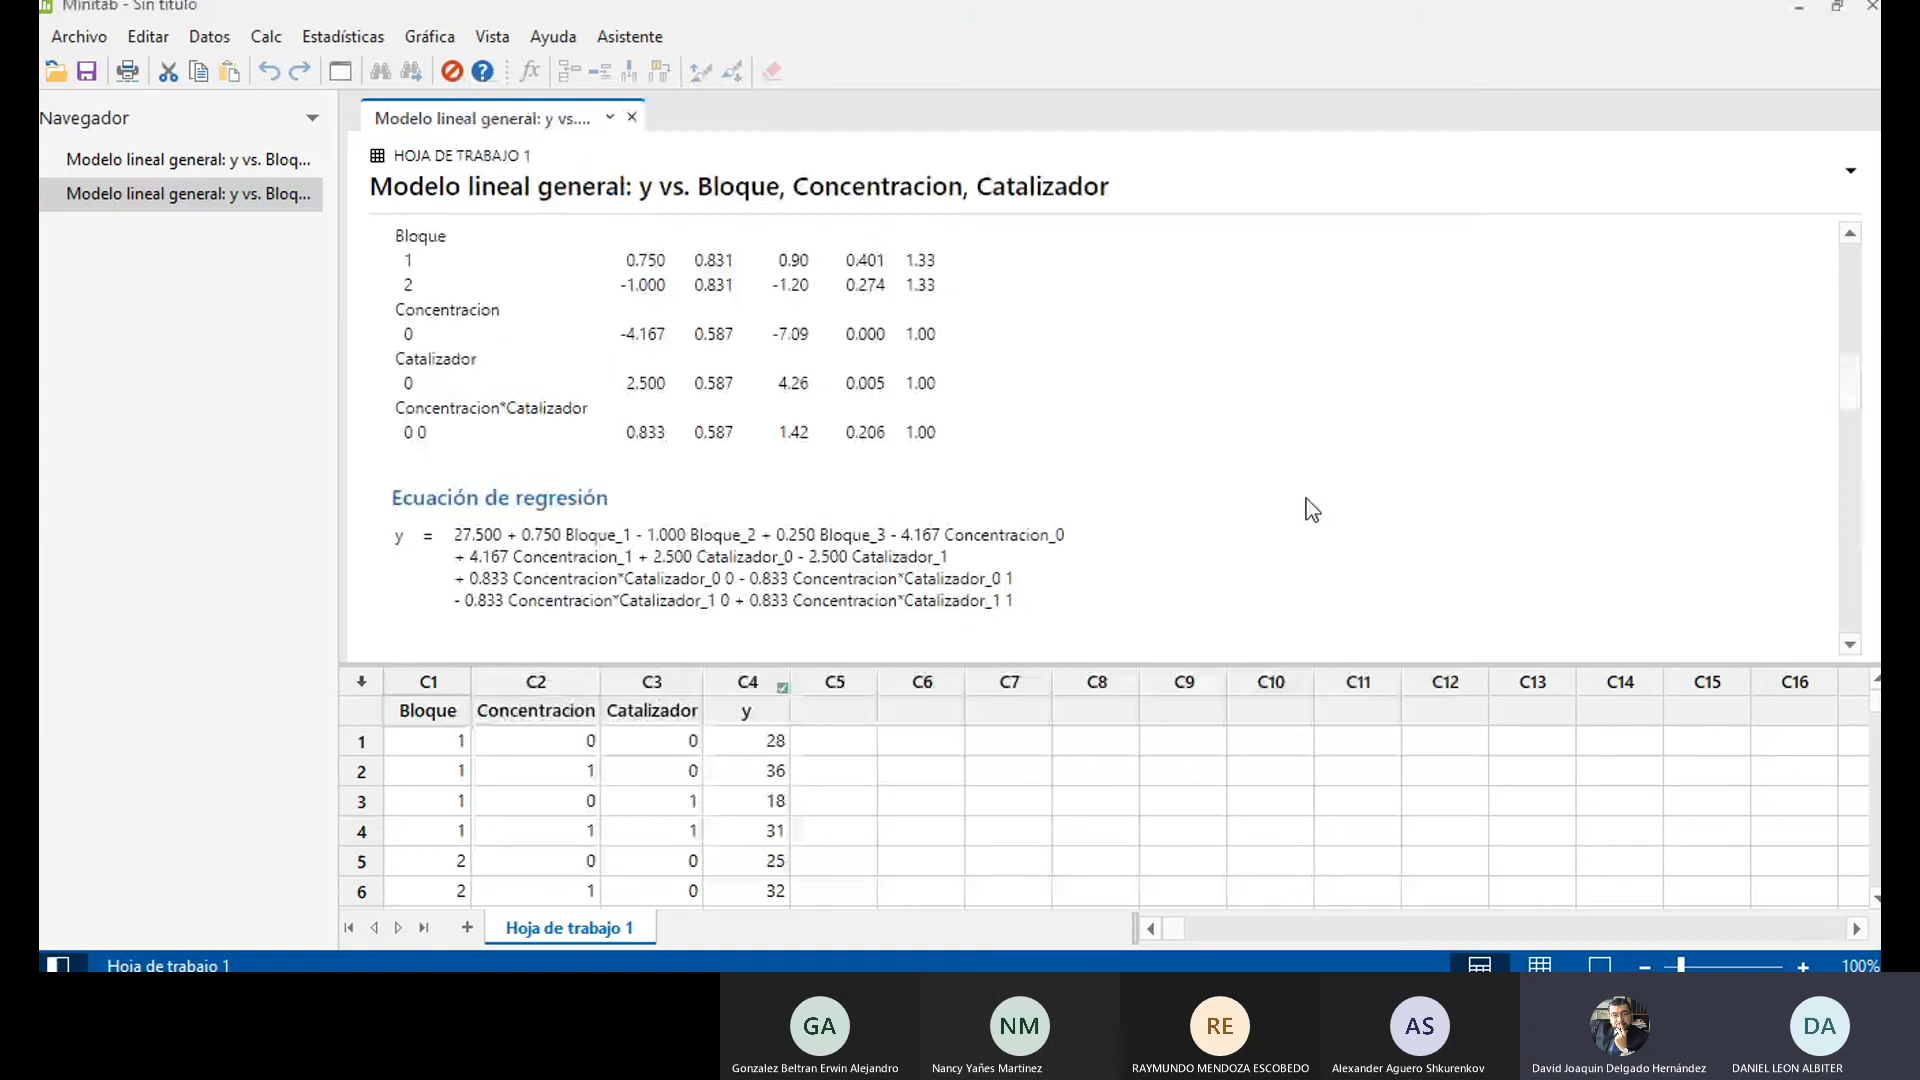 Minitab - Sin título
Archivo Editar Datos Calc Estadísticas Gráfica Vista Ayuda Asistente
Navegador
Modelo lineal general: y vs. Bloq...
Modelo lineal general: y vs. Bloq...
Modelo lineal general: y vs....
HOJA DE TRABAJO 1
Modelo lineal general: y vs. Bloque, Concentracion, Catalizador
Bloque
1 0.750 0.831 0.90 0.401 1.33
2 -1.000 0.831 -1.20 0.274 1.33
Concentracion
0 -4.167 0.587 -7.09 0.000 1.00
Catalizador
0 2.500 0.587 4.26 0.005 1.00
Concentracion*Catalizador
0 0 0.833 0.587 1.42 0.206 1.00
Ecuación de regresión
y = 27.500 + 0.750 Bloque_1 - 1.000 Bloque_2 + 0.250 Bloque_3 - 4.167 Concentracion_0
+ 4.167 Concentracion_1 + 2.500 Catalizador_0 - 2.500 Catalizador_1
+ 0.833 Concentracion*Catalizador_0 0 - 0.833 Concentracion*Catalizador_0 1
- 0.833 Concentracion*Catalizador_1 0 + 0.833 Concentracion*Catalizador_1 1
C1 C2 C3 C4 C5 C6 C7 C8 C9 C10 C11 C12 C13 C14 C15 C16
Bloque Concentracion Catalizador y
1 1 0 0 28
2 1 1 0 36
3 1 0 1 18
4 1 1 1 31
5 2 0 0 25
6 2 1 0 32
Hoja de trabajo 1
Hoja de trabajo 1
100%
GA NM RE AS DA
Gonzalez Beltran Erwin Alejandro Nancy Yañes Martinez RAYMUNDO MENDOZA ESCOBEDO Alexander Aguero Shkurenkov David Joaquin Delgado Hernández DANIEL LEON ALBITER